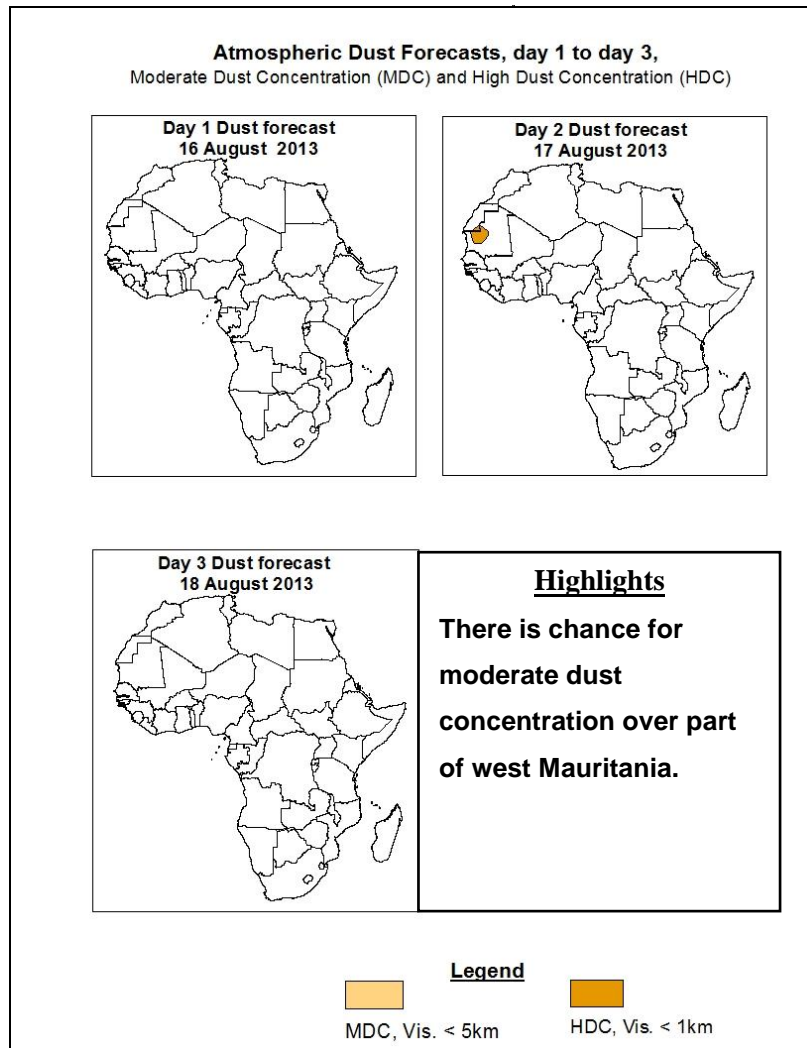 Atmospheric Dust Forecasts, day 1 to day 3,
Moderate Dust Concentration (MDC) and High Dust Concentration (HDC)
Day 1 Dust forecast
16 August 2013
Day 2 Dust forecast
17 August 2013
Day 3 Dust forecast
18 August 2013
Highlights
There is chance for
moderate dust
concentration over part
of west Mauritania.
Legend
MDC, Vis. < 5km
HDC, Vis. < 1km